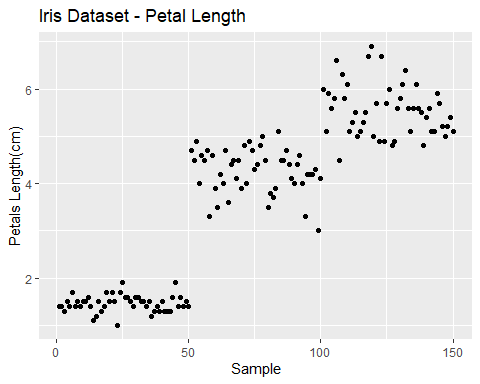 Iris Dataset - Petal Length
Petals Length(cm)
6
4
2
0
50
100
150
Sample